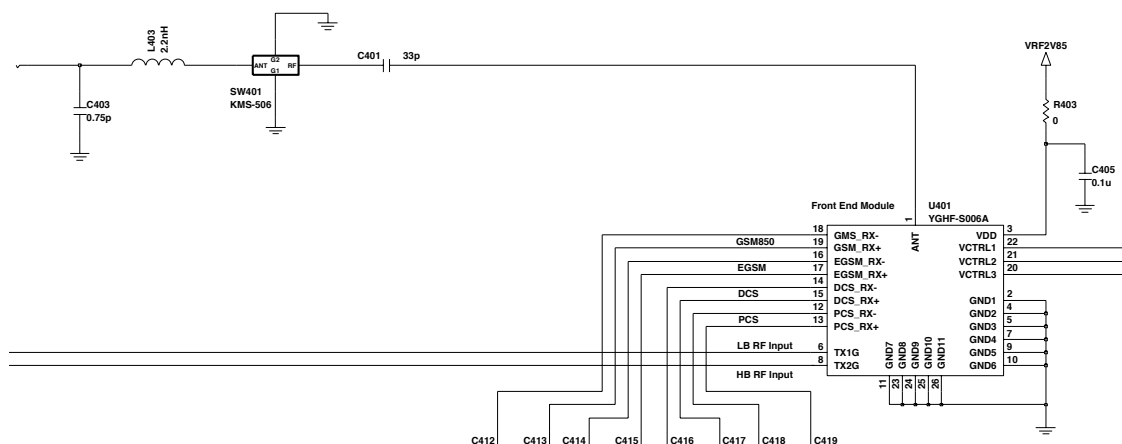 L403
2.2nH
C403
0.75p
ANT
G2
G1
RF
SW401
KMS-506
C401
33p
VRF2V85
R403
0
C405
0.1u
Front End Module
U401
YGHF-S006A
1
ANT
18 GMS_RX-
GSM850
19 GSM_RX+
16 EGSM_RX-
EGSM
17 EGSM_RX+
14 DCS_RX-
DCS
15 DCS_RX+
12 PCS_RX-
PCS
13 PCS_RX+
LB RF Input
6 TX1G
8 TX2G
HB RF Input
VDD 3
VCTRL1 22
VCTRL2 21
VCTRL3 20
GND1 2
GND2 4
GND3 5
GND4 7
GND5 9
GND6 10
GND7 11
GND8 23
GND9 24
GND10 25
GND11 26
C412
C413
C414
C415
C416
C417
C418
C419